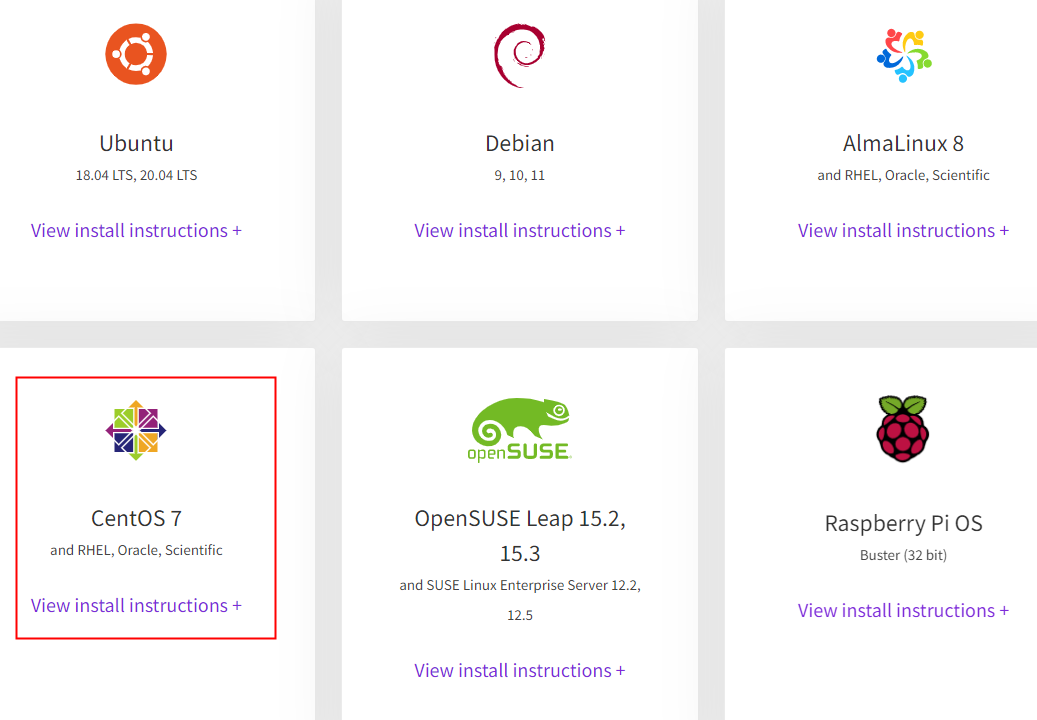 Ubuntu
18.04 LTS, 20.04 LTS
View install instructions +
Debian
9, 10, 11
View install instructions +
AlmaLinux 8
and RHEL, Oracle, Scientific
View install instructions +
CentOS 7
and RHEL, Oracle, Scientific
View install instructions +
openSUSE
OpenSUSE Leap 15.2,
15.3
and SUSE Linux Enterprise Server 12.2,
12.5
View install instructions +
Raspberry Pi OS
Buster (32 bit)
View install instructions +